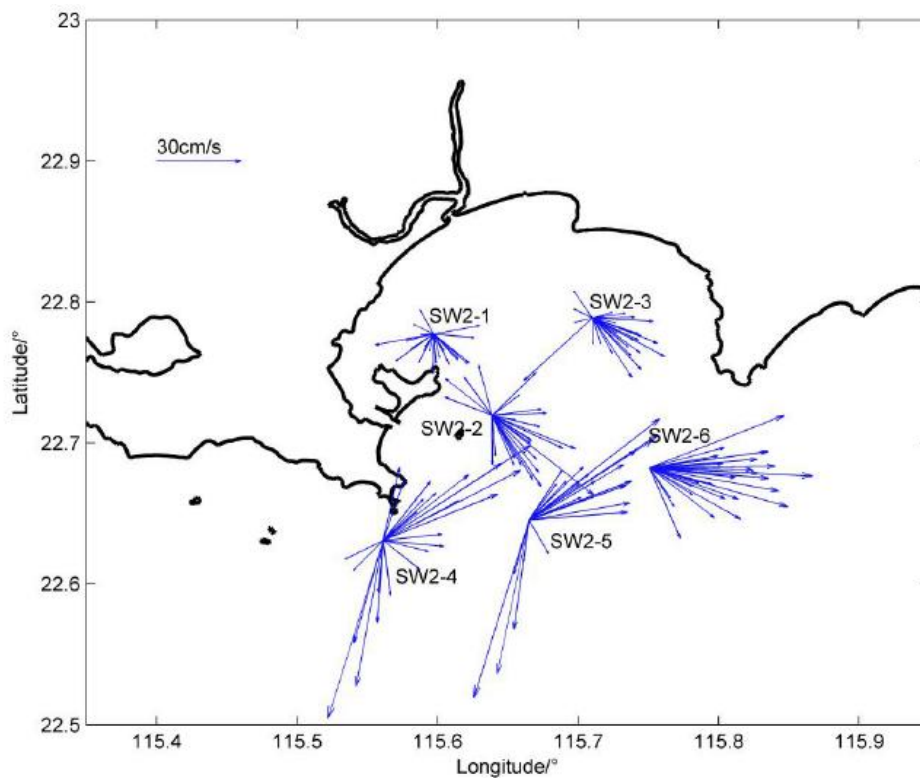 23
30cm/s
22.9
22.8
SW2-1
SW2-3
Latitude/°
22.7
SW2-2
SW2-6
SW2-5
22.6
SW2-4
22.5
115.4 115.5 115.6 115.7 115.8 115.9
Longitude/°